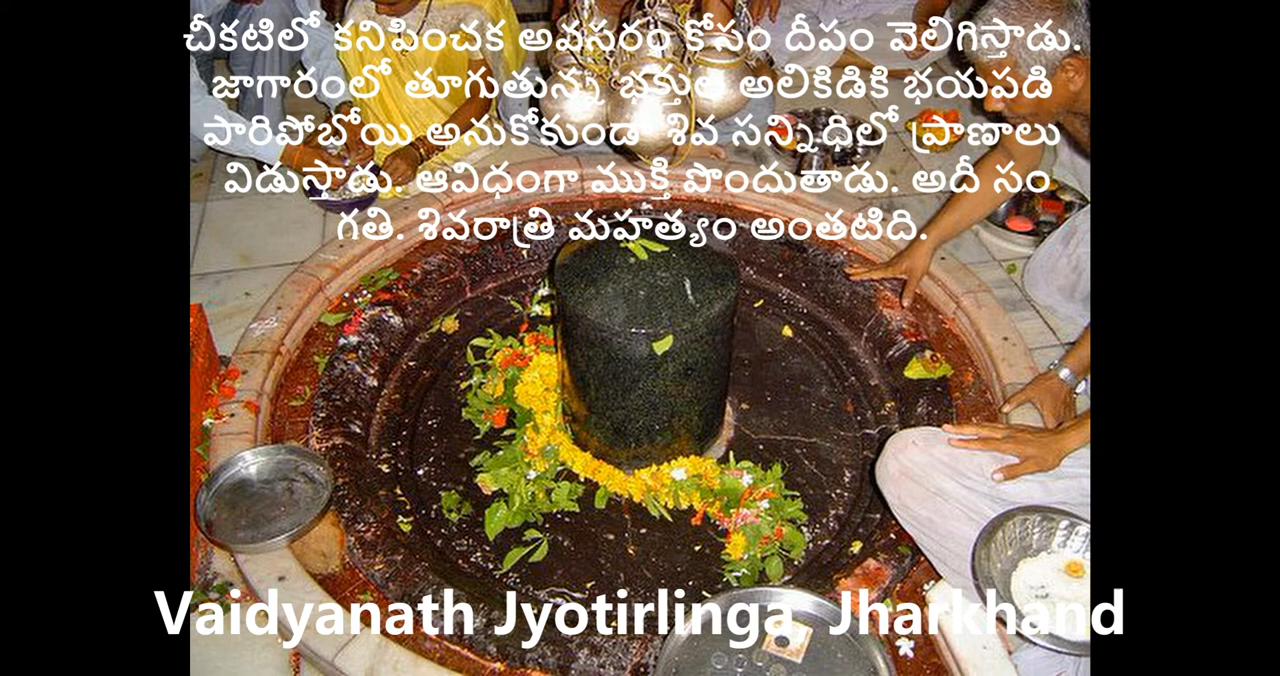 చీకటిలో కనిపించక అవసరం కోసం దీపం వెలిగిస్తాడు.
జాగారంలో తూగుతున్న భక్తుల అలికిడికి భయపడి
పారిపోబోయి అనుకోకుండా శివ సన్నిధిలో ప్రాణాలు
విడుస్తాడు. ఆవిధంగా ముక్తి పొందుతాడు. అదీ సం
గతి. శివరాత్రి మహత్యం అంతటిది.
Vaidyanath Jyotirlinga, Jharkhand